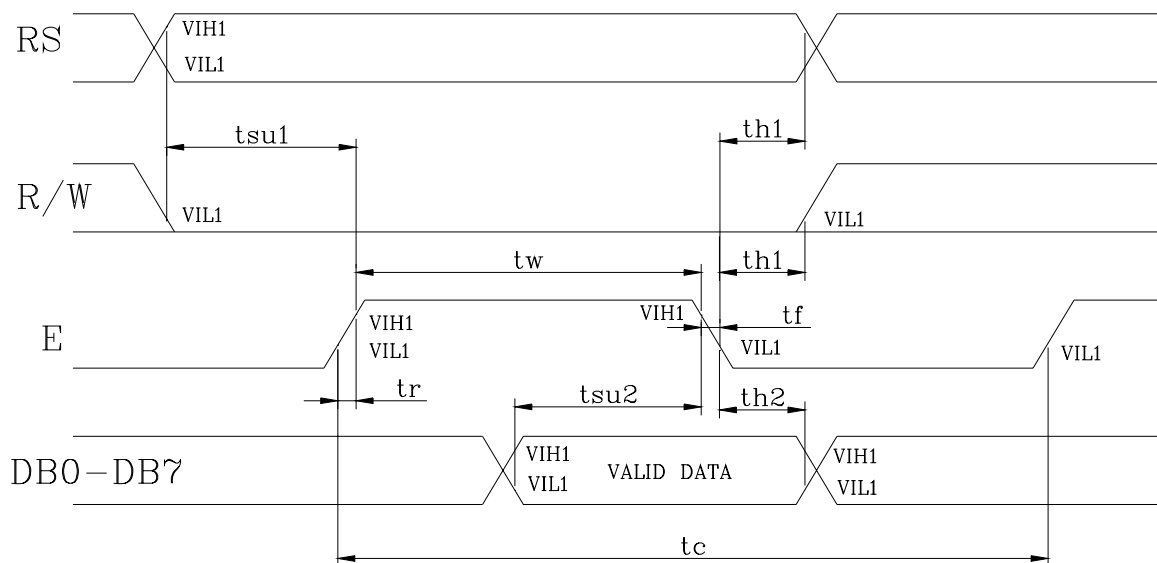 RS
VIH1
VIL1
tsu1
th1
R/W
VIL1
VIL1
tw
th1
E
VIH1
VIL1
VIH1
tf
VIL1
VIL1
tr
tsu2
th2
DB0-DB7
VIH1
VIL1
VALID DATA
VIH1
VIL1
tc